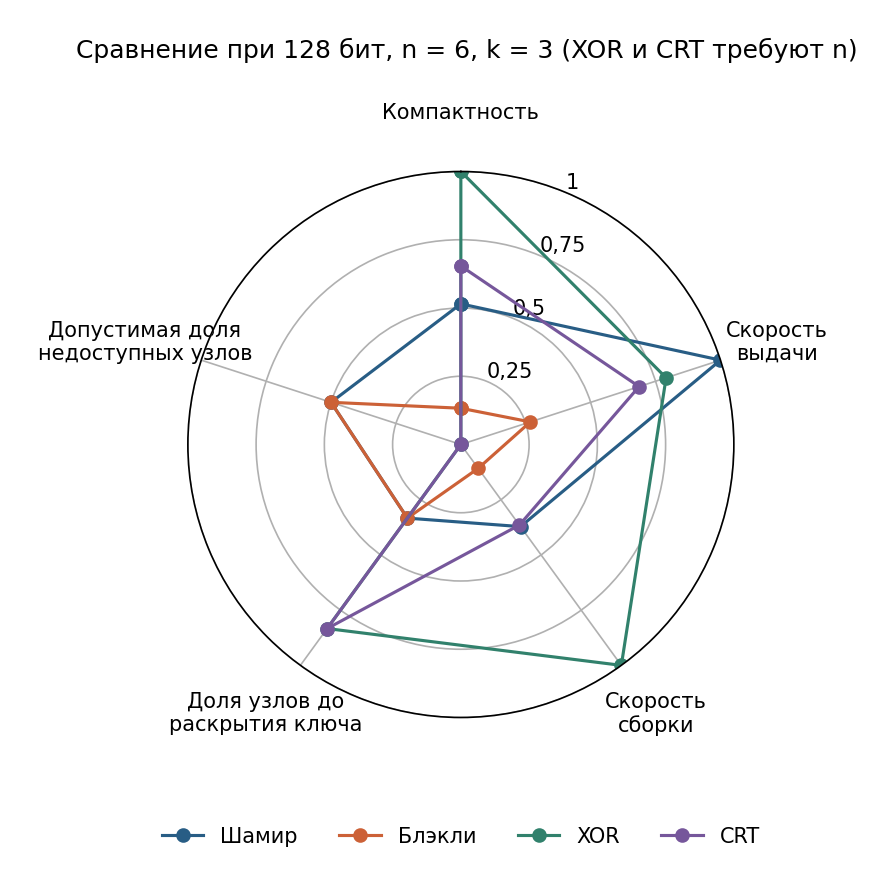 Сравнение при 128 бит, n = 6, k = 3 (XOR и CRT требуют n)
Компактность
1
0,75
0,5
0,25
Допустимая доля
недоступных узлов
Скорость
выдачи
Доля узлов до
раскрытия ключа
Скорость
сборки
Шамир
Блэкли
XOR
CRT